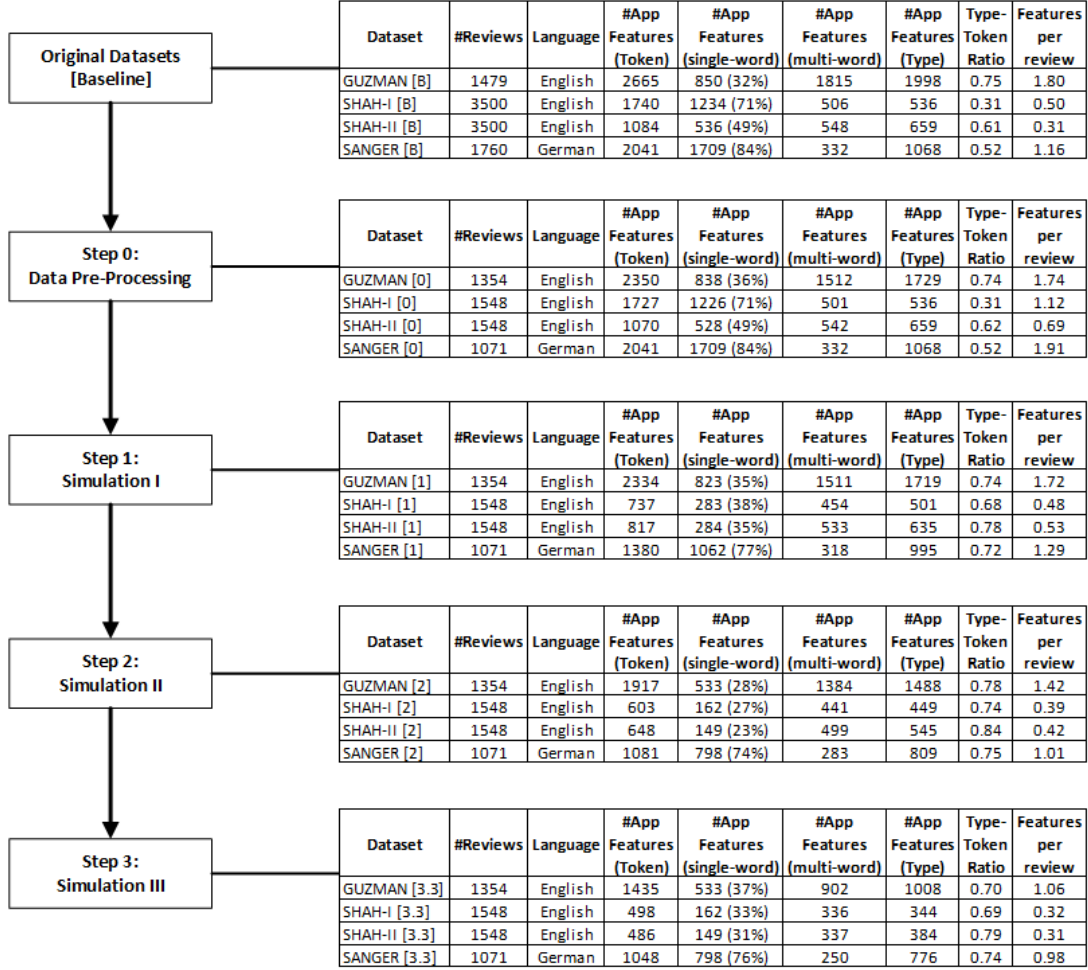 Original Datasets
[Baseline]
Dataset #Reviews Language #App Features (Token) #App Features (single-word) #App Features (multi-word) #App Features (Type) Type-Token Ratio Features per review
GUZMAN [B] 1479 English 2665 850 (32%) 1815 1998 0.75 1.80
SHAH-I [B] 3500 English 1740 1234 (71%) 506 536 0.31 0.50
SHAH-II [B] 3500 English 1084 536 (49%) 548 659 0.61 0.31
SANGER [B] 1760 German 2041 1709 (84%) 332 1068 0.52 1.16
Step 0:
Data Pre-Processing
Dataset #Reviews Language #App Features (Token) #App Features (single-word) #App Features (multi-word) #App Features (Type) Type-Token Ratio Features per review
GUZMAN [0] 1354 English 2350 838 (36%) 1512 1729 0.74 1.74
SHAH-I [0] 1548 English 1727 1226 (71%) 501 536 0.31 1.12
SHAH-II [0] 1548 English 1070 528 (49%) 542 659 0.62 0.69
SANGER [0] 1071 German 2041 1709 (84%) 332 1068 0.52 1.91
Step 1:
Simulation I
Dataset #Reviews Language #App Features (Token) #App Features (single-word) #App Features (multi-word) #App Features (Type) Type-Token Ratio Features per review
GUZMAN [1] 1354 English 2334 823 (35%) 1511 1719 0.74 1.72
SHAH-I [1] 1548 English 737 283 (38%) 454 501 0.68 0.48
SHAH-II [1] 1548 English 817 284 (35%) 533 635 0.78 0.53
SANGER [1] 1071 German 1380 1062 (77%) 318 995 0.72 1.29
Step 2:
Simulation II
Dataset #Reviews Language #App Features (Token) #App Features (single-word) #App Features (multi-word) #App Features (Type) Type-Token Ratio Features per review
GUZMAN [2] 1354 English 1917 533 (28%) 1384 1488 0.78 1.42
SHAH-I [2] 1548 English 603 162 (27%) 441 449 0.74 0.39
SHAH-II [2] 1548 English 648 149 (23%) 499 545 0.84 0.42
SANGER [2] 1071 German 1081 798 (74%) 283 809 0.75 1.01
Step 3:
Simulation III
Dataset #Reviews Language #App Features (Token) #App Features (single-word) #App Features (multi-word) #App Features (Type) Type-Token Ratio Features per review
GUZMAN [3.3] 1354 English 1435 533 (37%) 902 1008 0.70 1.06
SHAH-I [3.3] 1548 English 498 162 (33%) 336 344 0.69 0.32
SHAH-II [3.3] 1548 English 486 149 (31%) 337 384 0.79 0.31
SANGER [3.3] 1071 German 1048 798 (76%) 250 776 0.74 0.98